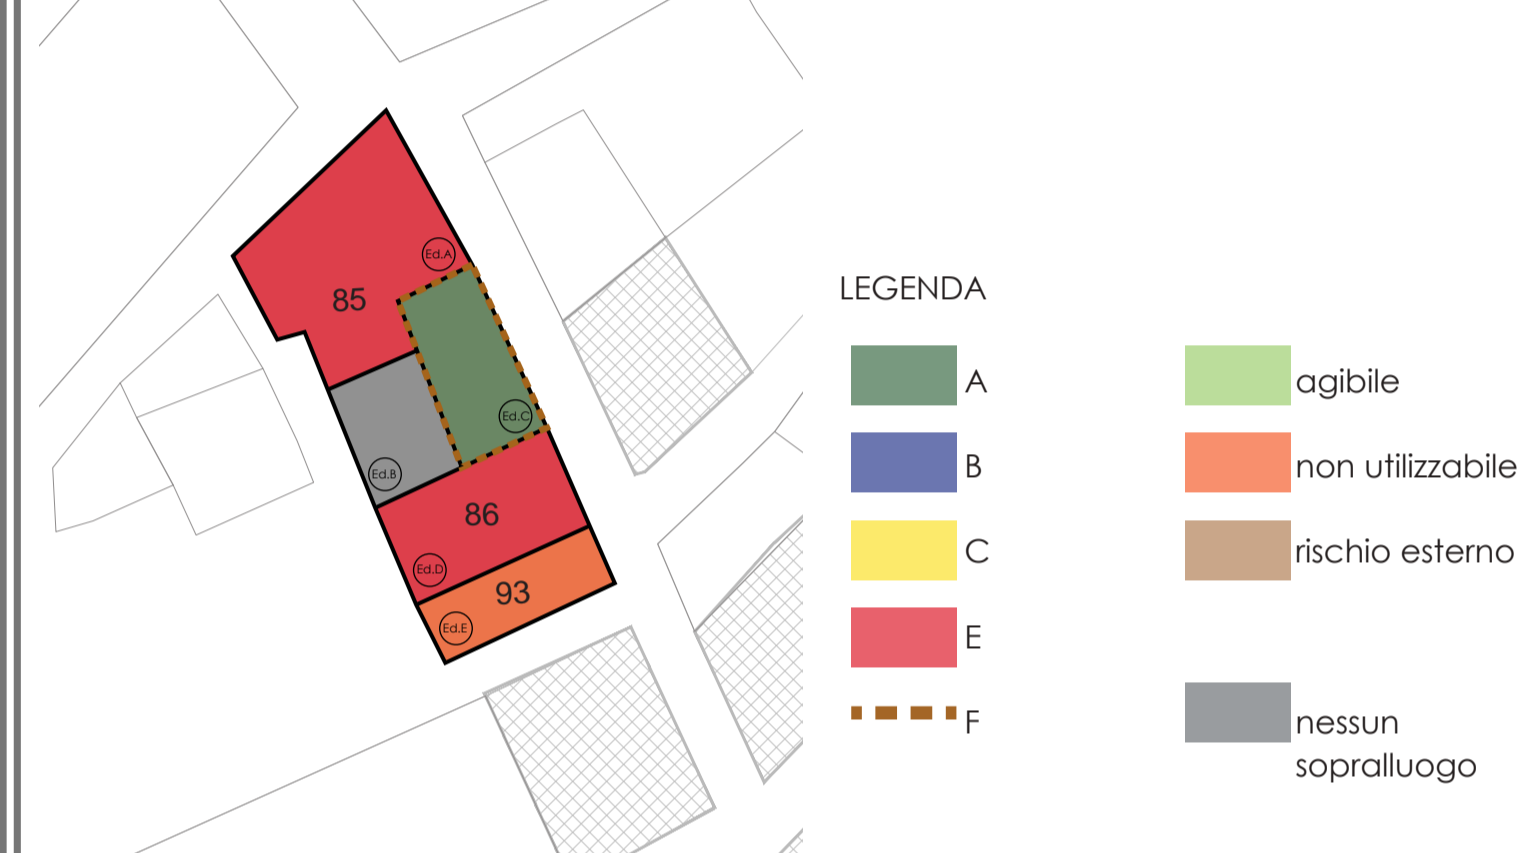 Ed.A
85
Ed.C
Ed.B
86
Ed.D
93
Ed.E
LEGENDA
A
B
C
E
F
agibile
non utilizzabile
rischio esterno
nessun
sopralluogo